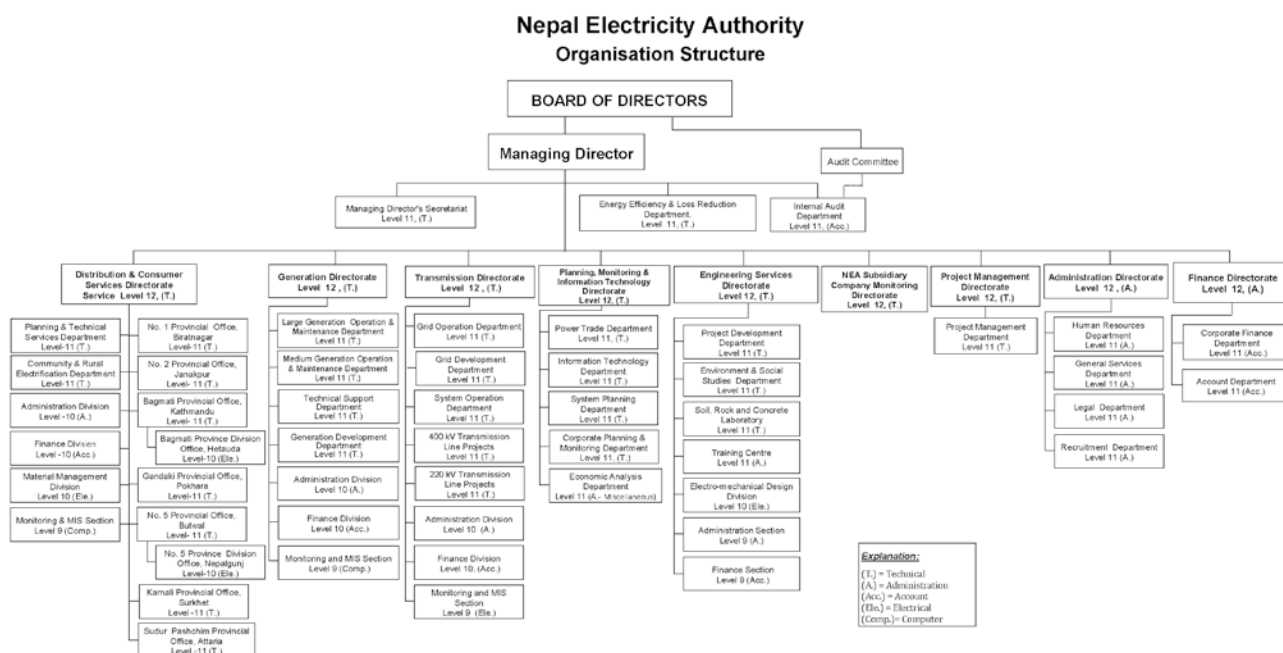 Nepal Electricity Authority
Organisation Structure
BOARD OF DIRECTORS
Managing Director
Audit Committee
Managing Director's Secretariat
Level 11, (T.)
Energy Efficiency & Loss Reduction
Department.
Level 11, (T.)
Internal Audit
Department
Level 11, (Acc.)
Distribution & Consumer
Services Directorate
Service Level 12, (T.)
Planning & Technical
Services Department
Level-11 (T.)
Community & Rural
Electrification Department
Level-11 (T.)
Administration Division
Level -10 (A.)
Finance Division
Level -10 (Acc)
Material Management
Division
Level 10 (Ele.)
Monitoring & MIS Section
Level 9 (Comp.)
No. 1 Provincial Office,
Biratnagar
Level-11 (T.)
No. 2 Provincial Office,
Janakpur
Level- 11 (T.)
Bagmati Provincial Office,
Kathmandu
Level- 11 (T.)
Bagmati Province Division
Office, Hetauda
Level-10 (Ele.)
Gandaki Provincial Office,
Pokhara
Level-11 (T.)
No. 5 Provincial Office,
Butwal
Level- 11 (T.)
No. 5 Province Division
Office, Nepalgunj
Level-10 (Ele.)
Karnali Provincial Office,
Surkhet
Level -11 (T.)
Sudur Pashchim Provincial
Office, Attaria
Level -11 (T.)
Generation Directorate
Level 12 , (T.)
Large Generation Operation &
Maintenance Department
Level 11 (T.)
Medium Generation Operation
& Maintenance Department
Level 11 (T.)
Technical Support
Department
Level 11 (T.)
Generation Development
Department
Level 11 (T.)
Administration Division
Level 10 (A.)
Finance Division
Level 10 (Acc.)
Monitoring and MIS Section
Level 9 (Comp.)
Transmission Directorate
Level 12 , (T.)
Grid Operation Department
Level 11 (T.)
Grid Development
Department
Level 11 (T.)
System Operation
Department
Level 11 (T.)
400 kV Transmission
Line Projects
Level 11 (T.)
220 kV Transmission
Line Projects
Level 11 (T.)
Administration Division
Level 10 (A.)
Finance Division
Level 10, (Acc.)
Monitoring and MIS
Section
Level 9 (Ele.)
Planning, Monitoring &
Information Technology
Directorate
Level 12, (T.)
Power Trade Department
Level 11, (T.)
Information Technology
Department
Level 11 (T.)
System Planning
Department
Level 11 (T.)
Corporate Planning &
Monitoring Department
Level 11, (T.)
Economic Analysis
Department
Level 11 (A.- Miscellaneous)
Engineering Services
Directorate
Level 12, (T.)
Project Development
Department
Level 11 (T.)
Environment & Social
Studies Department
Level 11 (T.)
Soil, Rock and Concrete
Laboratory
Level 11 (T.)
Training Centre
Level 11 (A.)
Electro-mechanical Design
Division
Level 10 (Ele)
Administration Section
Level 9 (A.)
Finance Section
Level 9 (Acc.)
NEA Subsidiary
Company Monitoring
Directorate
Level 12, (T.)
Project Management
Directorate
Level 12, (T.)
Project Management
Department
Level 11 (T.)
Administration Directorate
Level 12 , (A.)
Human Resources
Department
Level 11 (A.)
General Services
Department
Level 11 (A.)
Legal Department
Level 11 (A.)
Recruitment Department
Level 11 (A.)
Finance Directorate
Level 12, (A.)
Corporate Finance
Department
Level 11 (Acc)
Account Department
Level 11 (Acc.)
Explanation:
(T.) = Technical
(A.) = Administration
(Acc.) = Account
(Ele.) = Electrical
(Comp.)= Computer